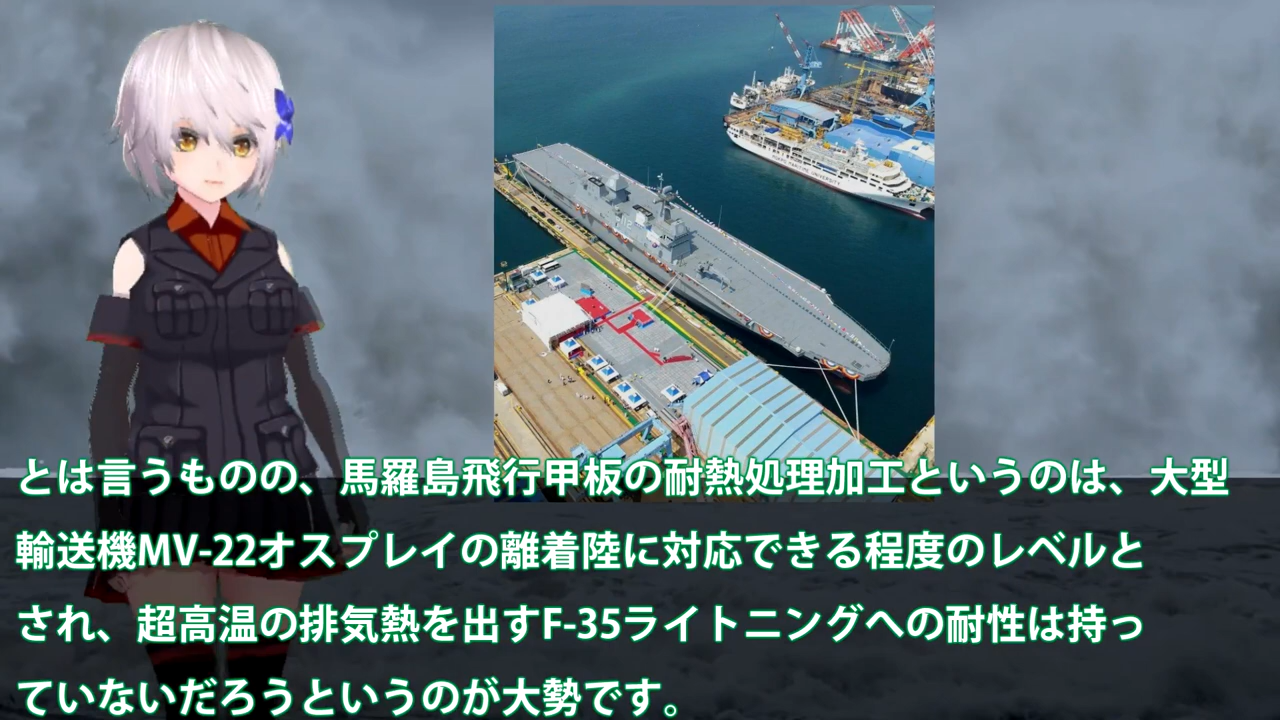 とは言うものの、馬羅島飛行甲板の耐熱処理加工というのは、大型
輸送機MV-22オスプレイの離着陸に対応できる程度のレベルと
され、超高温の排気熱を出すF-35ライトニングへの耐性は持っ
ていないだろうというのが大勢です。